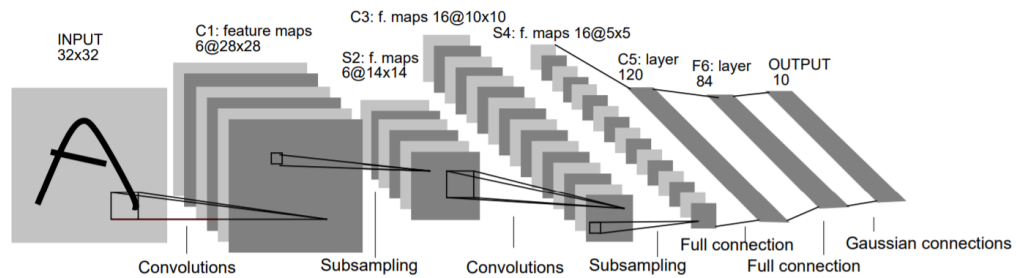 INPUT
32x32
C1: feature maps
6@28x28
S2: f. maps
6@14x14
C3: f. maps 16@10x10
S4: f. maps 16@5x5
C5: layer
120
F6: layer
84
OUTPUT
10
Convolutions
Subsampling
Convolutions
Subsampling
Full connection
Full connection
Gaussian connections